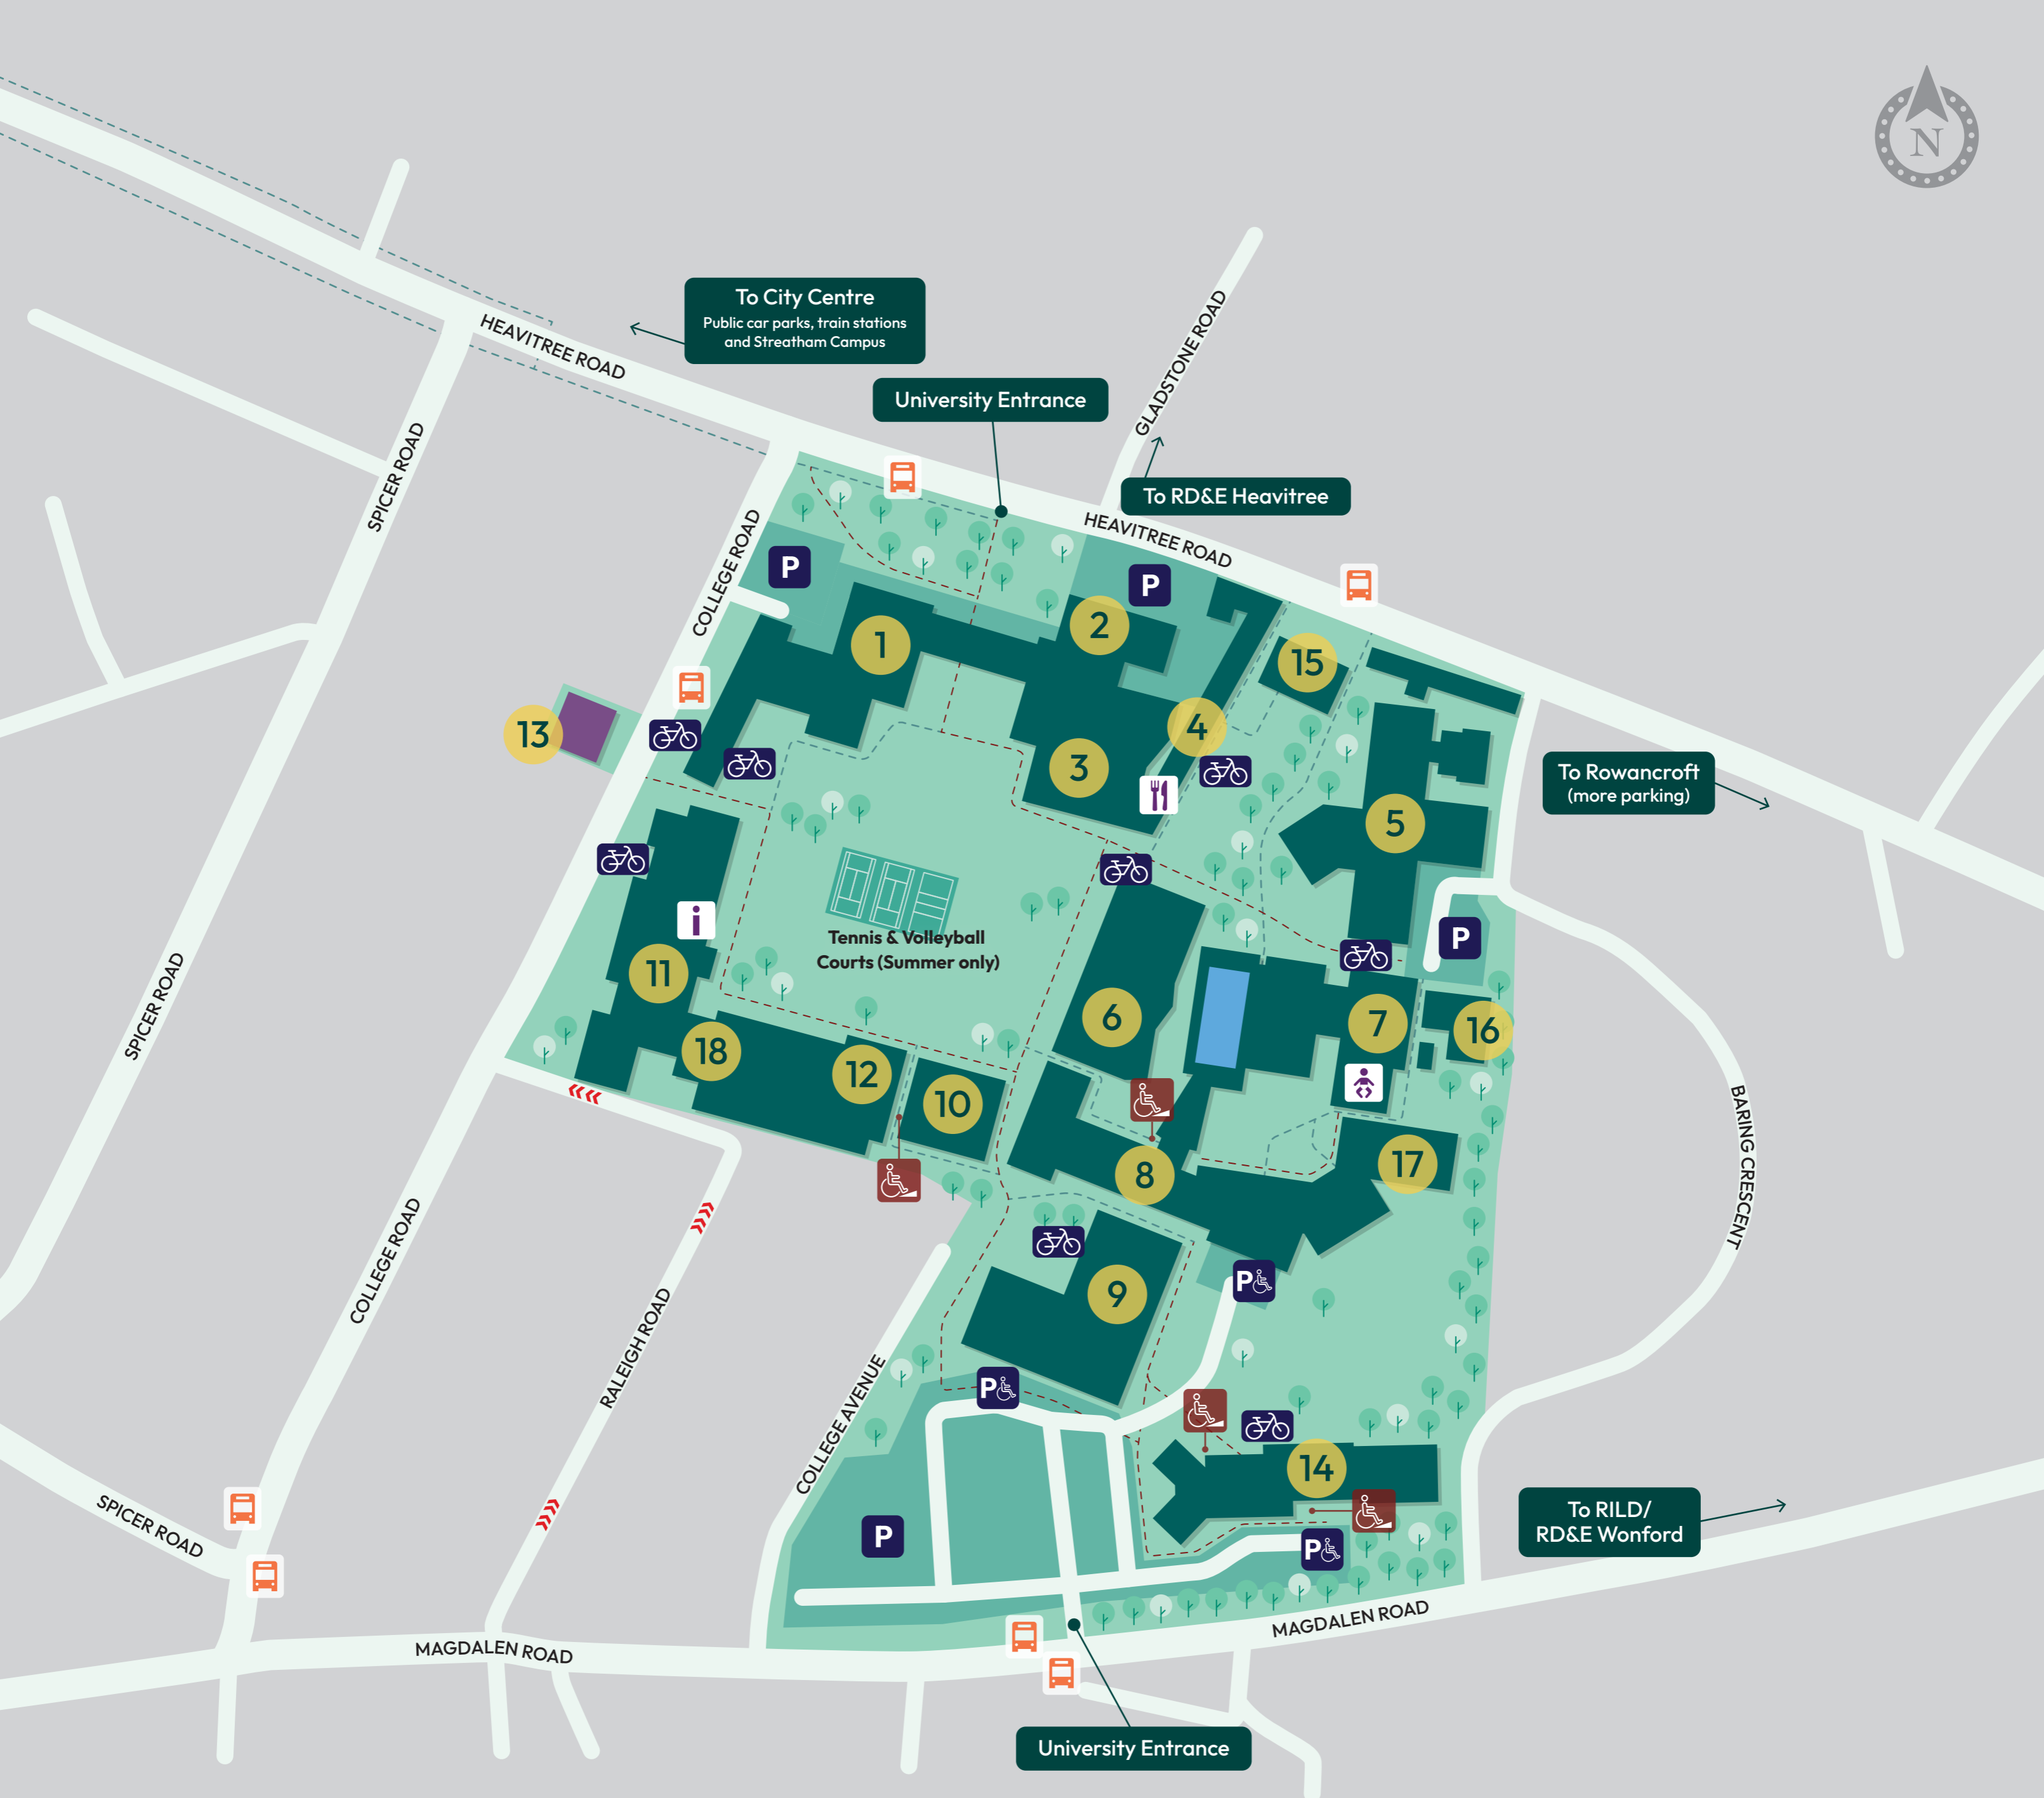 N
To City Centre
Public car parks, train stations
and Streatham Campus
HEAVITREE ROAD
University Entrance
GLADSTONE ROAD
To RD&E Heavitree
HEAVITREE ROAD
SPICER ROAD
COLLEGE ROAD
P
P
1
2
15
4
13
3
To Rowancroft
(more parking)
5
Tennis & Volleyball
Courts (Summer only)
i
P
11
6
7
16
SPICER ROAD
18
12
10
BARING CRESCENT
8
17
COLLEGE ROAD
RALEIGH ROAD
P
9
P
COLLEGE AVENUE
14
P
P
SPICER ROAD
To RILD/
RD&E Wonford
MAGDALEN ROAD
MAGDALEN ROAD
University Entrance